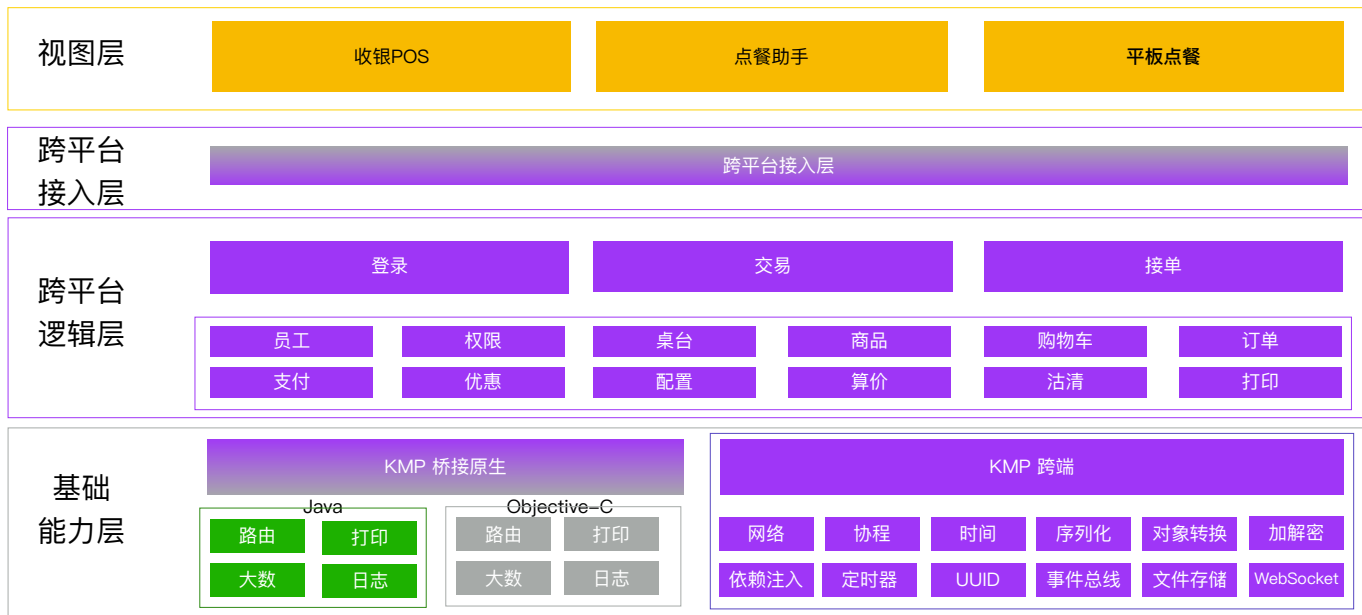 视图层
收银POS
点餐助手
平板点餐
跨平台
接入层
跨平台接入层
跨平台
逻辑层
登录
交易
接单
员工
权限
桌台
商品
购物车
订单
支付
优惠
配置
算价
沽清
打印
基础
能力层
KMP 桥接原生
KMP 跨端
Java
Objective-C
路由
打印
大数
日志
路由
打印
大数
日志
网络
协程
时间
序列化
对象转换
加解密
依赖注入
定时器
UUID
事件总线
文件存储
WebSocket